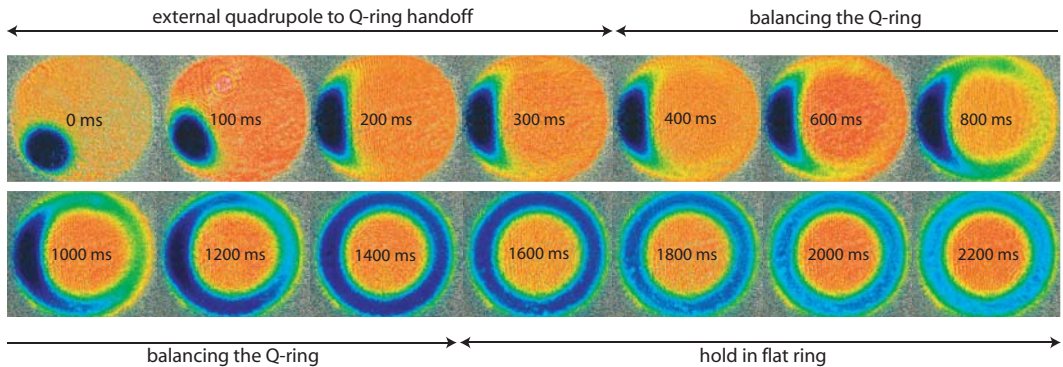 external quadrupole to Q-ring handoff balancing the Q-ring
0 ms 100 ms 200 ms 300 ms 400 ms 600 ms 800 ms
1000 ms 1200 ms 1400 ms 1600 ms 1800 ms 2000 ms 2200 ms
balancing the Q-ring hold in flat ring